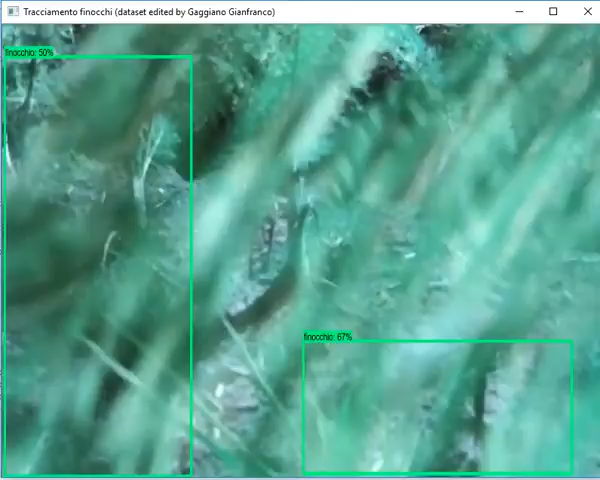 Tracciamento finocchi (dataset edited by Gaggiano Gianfranco)
finocchio: 50%
finocchio: 67%